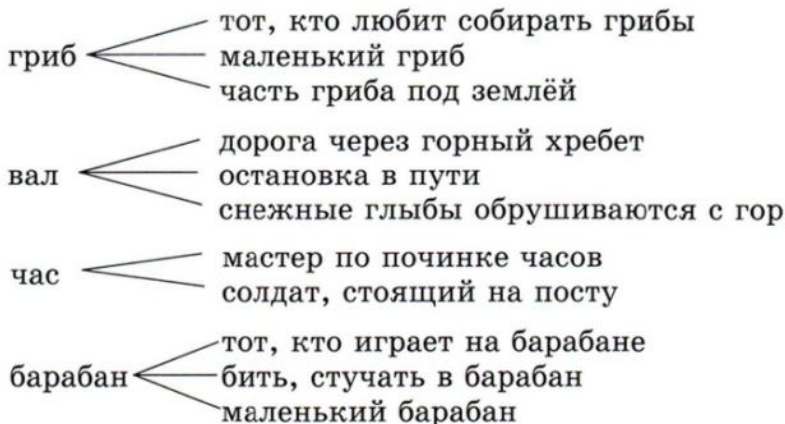 тот, кто любит собирать грибы
гриб маленький гриб
часть гриба под землёй
дорога через горный хребет
вал остановка в пути
снежные глыбы обрушиваются с гор
час мастер по починке часов
солдат, стоящий на посту
тот, кто играет на барабане
барабан бить, стучать в барабан
маленький барабан